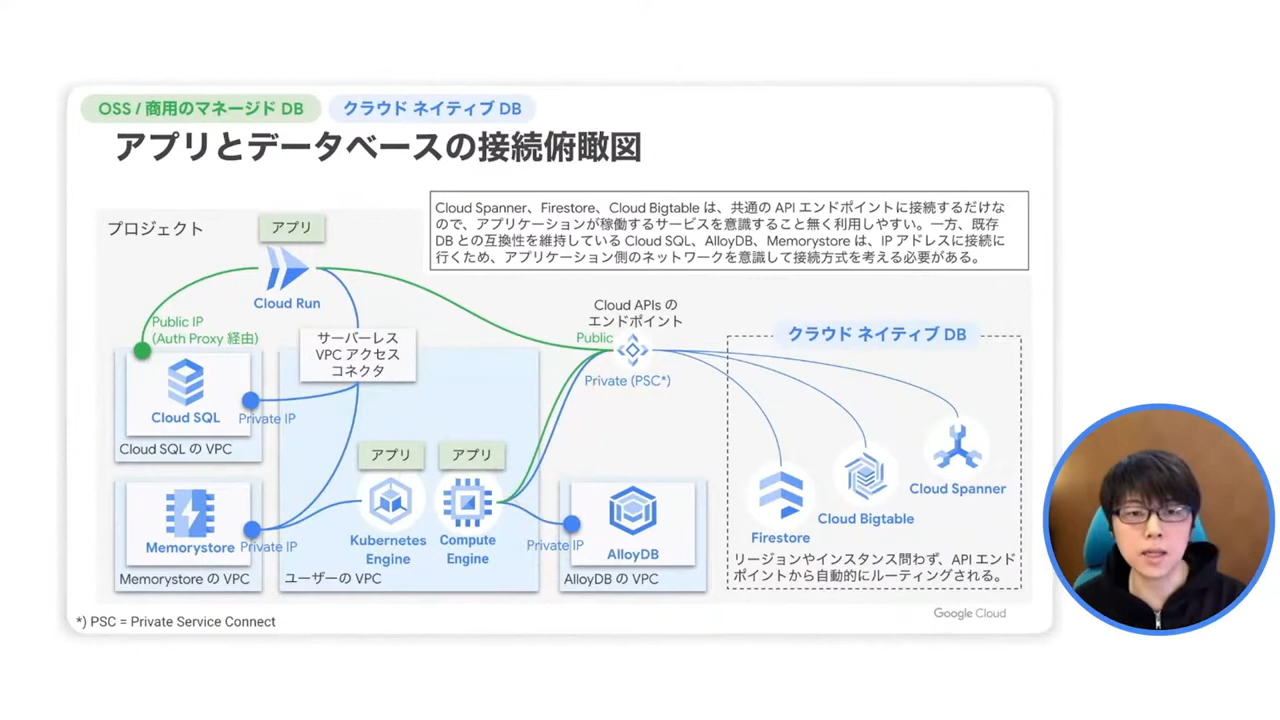 OSS / 商用のマネージド DB
クラウド ネイティブ DB
アプリとデータベースの接続俯瞰図
プロジェクト
アプリ
Cloud Run
Cloud Spanner、Firestore、Cloud Bigtable は、共通の API エンドポイントに接続するだけな
ので、アプリケーションが稼働するサービスを意識すること無く利用しやすい。一方、既存
DB との互換性を維持している Cloud SQL、AlloyDB、Memorystore は、IP アドレスに接続に
行くため、アプリケーション側のネットワークを意識して接続方式を考える必要がある。
Public IP
(Auth Proxy 経由)
サーバーレス
VPC アクセス
コネクタ
Cloud APIs の
エンドポイント
Public
Private (PSC*)
クラウド ネイティブ DB
Cloud SQL
Private IP
Cloud SQL の VPC
アプリ
アプリ
Memorystore
Private IP
Memorystore の VPC
Kubernetes
Engine
Compute
Engine
ユーザーの VPC
Private IP
AlloyDB
AlloyDB の VPC
Firestore
Cloud Bigtable
Cloud Spanner
リージョンやインスタンス問わず、API エンド
ポイントから自動的にルーティングされる。
Google Cloud
*) PSC = Private Service Connect